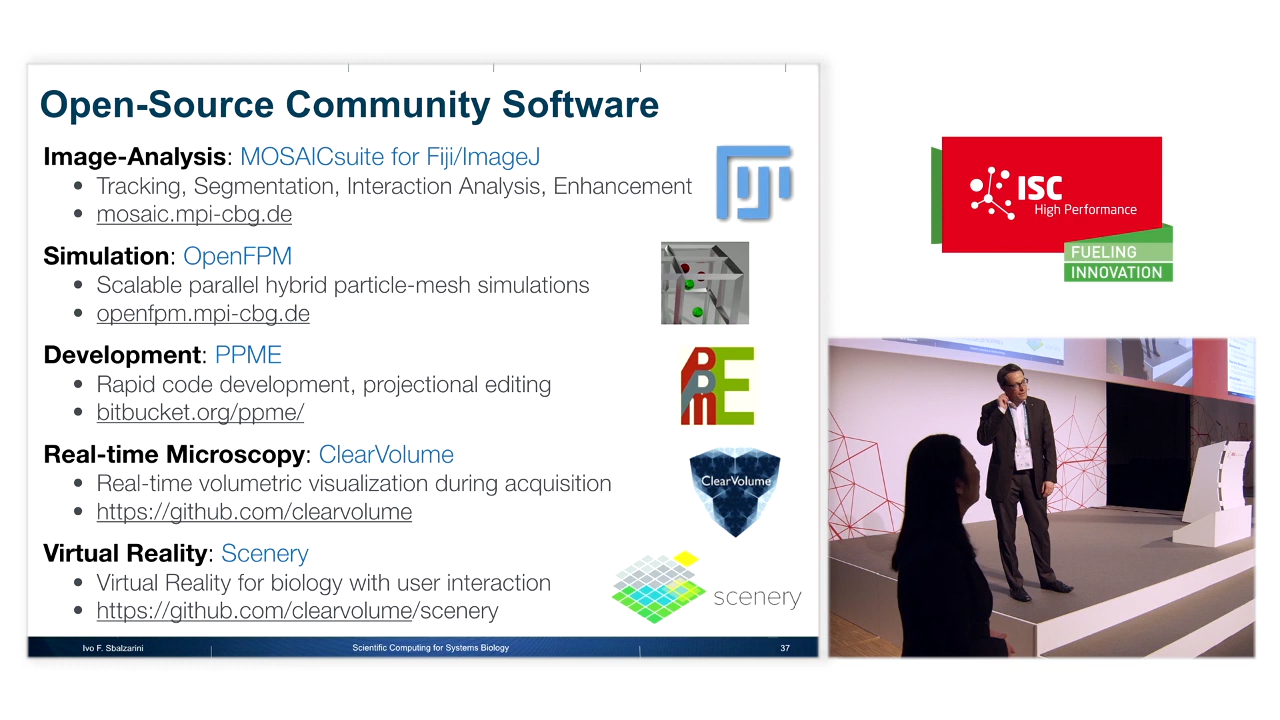 Open-Source Community Software
Image-Analysis: MOSAICsuite for Fiji/ImageJ
• Tracking, Segmentation, Interaction Analysis, Enhancement
• mosaic.mpi-cbg.de
Simulation: OpenFPM
• Scalable parallel hybrid particle-mesh simulations
• openfpm.mpi-cbg.de
Development: PPME
• Rapid code development, projectional editing
• bitbucket.org/ppme/
PPME
Real-time Microscopy: ClearVolume
• Real-time volumetric visualization during acquisition
• https://github.com/clearvolume
ClearVolume
Virtual Reality: Scenery
• Virtual Reality for biology with user interaction
• https://github.com/clearvolume/scenery
scenery
Ivo F. Sbalzarini
Scientific Computing for Systems Biology
37
ISC
High Performance
FUELING
INNOVATION